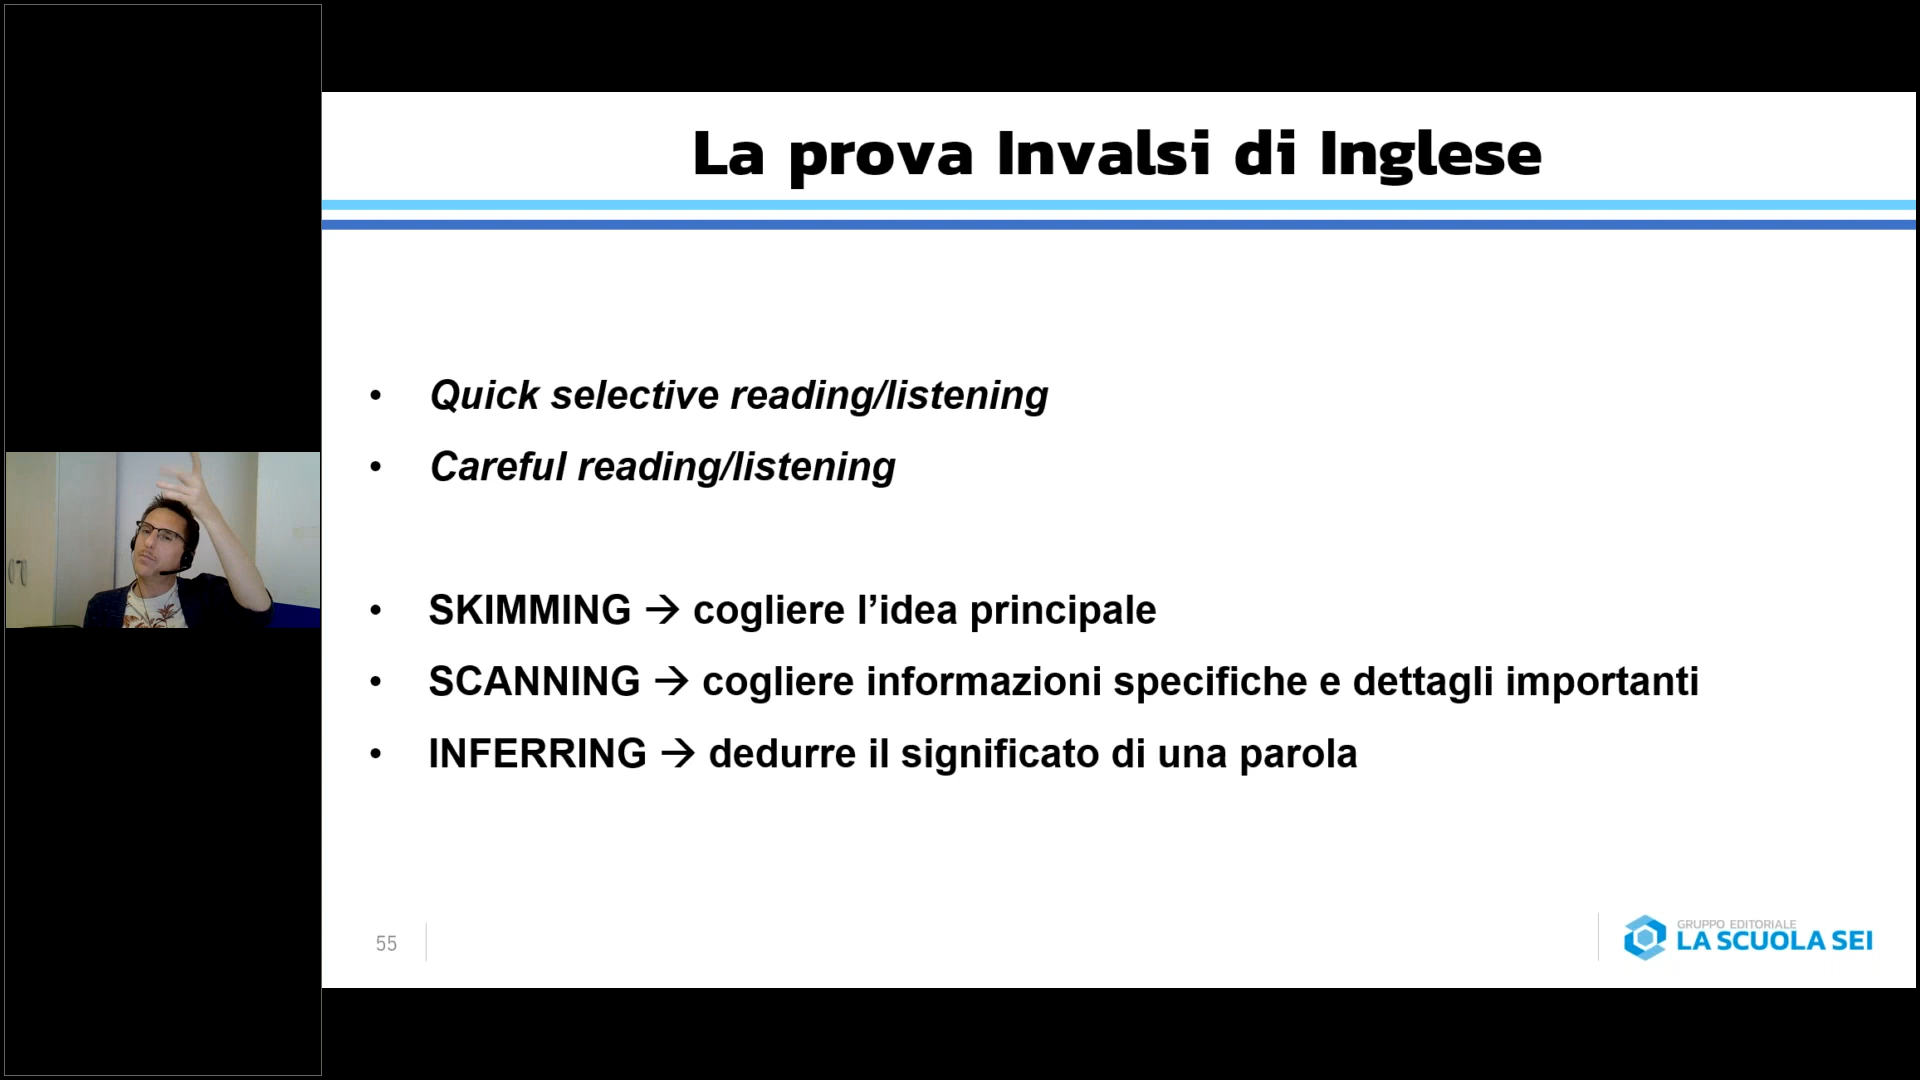 La prova Invalsi di Inglese
• Quick selective reading/listening
• Careful reading/listening
• SKIMMING → cogliere l’idea principale
• SCANNING → cogliere informazioni specifiche e dettagli importanti
• INFERRING → dedurre il significato di una parola
55
GRUPPO EDITORIALE
LA SCUOLA SEI